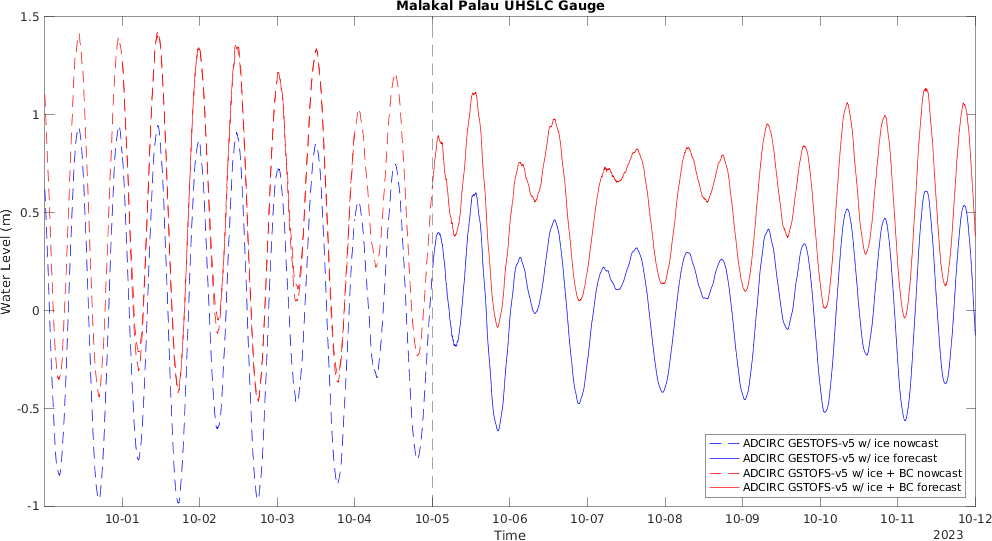 Malakal Palau UHSLC Gauge
1.5
1
0.5
0
-0.5
-1
Water Level (m)
10-01 10-02 10-03 10-04 10-05 10-06 10-07 10-08 10-09 10-10 10-11 10-12
Time
2023
ADCIRC GESTOFS-v5 w/ ice nowcast
ADCIRC GESTOFS-v5 w/ ice forecast
ADCIRC GSTOFS-v5 w/ ice + BC nowcast
ADCIRC GSTOFS-v5 w/ ice + BC forecast